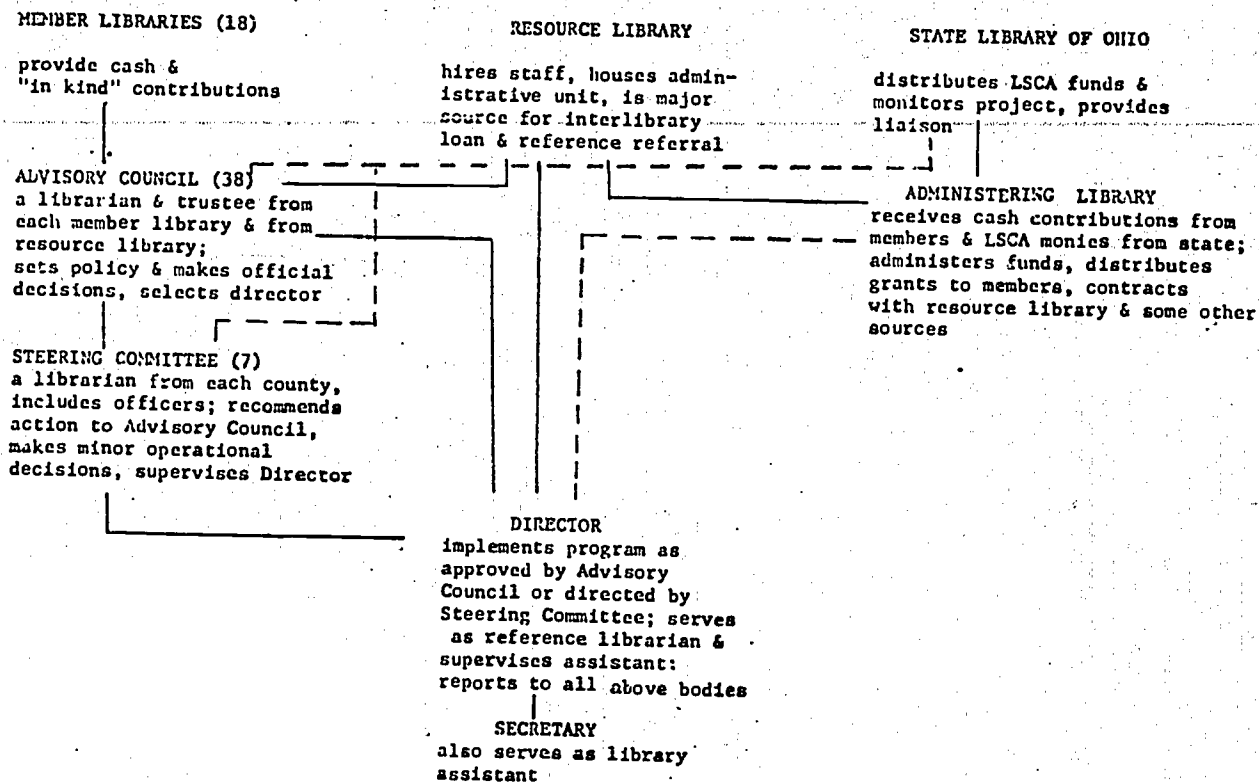 MEMBER LIBRARIES (18)
provide cash &
"in kind" contributions
RESOURCE LIBRARY
hires staff, houses admin-
istrative unit, is major
source for interlibrary
loan & reference referral
STATE LIBRARY OF OHIO
distributes LSCA funds &
monitors project, provides
liaison
ADVISORY COUNCIL (38)
a librarian & trustee from
each member library & from
resource library;
sets policy & makes official
decisions, selects director
ADMINISTERING LIBRARY
receives cash contributions from
members & LSCA monies from state;
administers funds, distributes
grants to members, contracts
with resource library & some other
sources
STEERING COMMITTEE (7)
a librarian from each county,
includes officers; recommends
action to Advisory Council,
makes minor operational
decisions, supervises Director
DIRECTOR
implements program as
approved by Advisory
Council or directed by
Steering Committee; serves
as reference librarian &
supervises assistant:
reports to all above bodies
SECRETARY
also serves as library
assistant